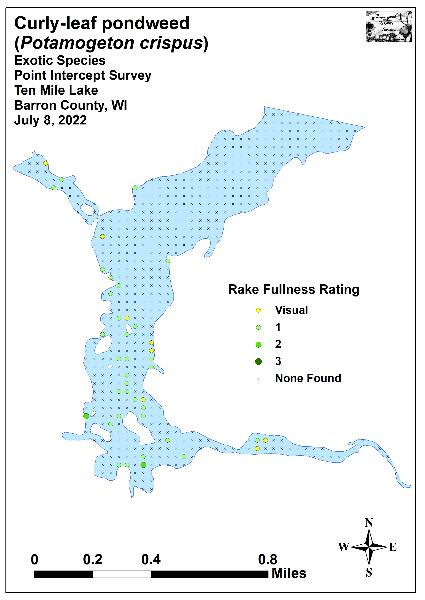 Curly-leaf pondweed
(Potamogeton crispus)
Exotic Species
Point Intercept Survey
Ten Mile Lake
Barron County, WI
July 8, 2022
Rake Fullness Rating
Visual
1
2
3
None Found
N
W E
S
0 0.2 0.4 0.8
Miles